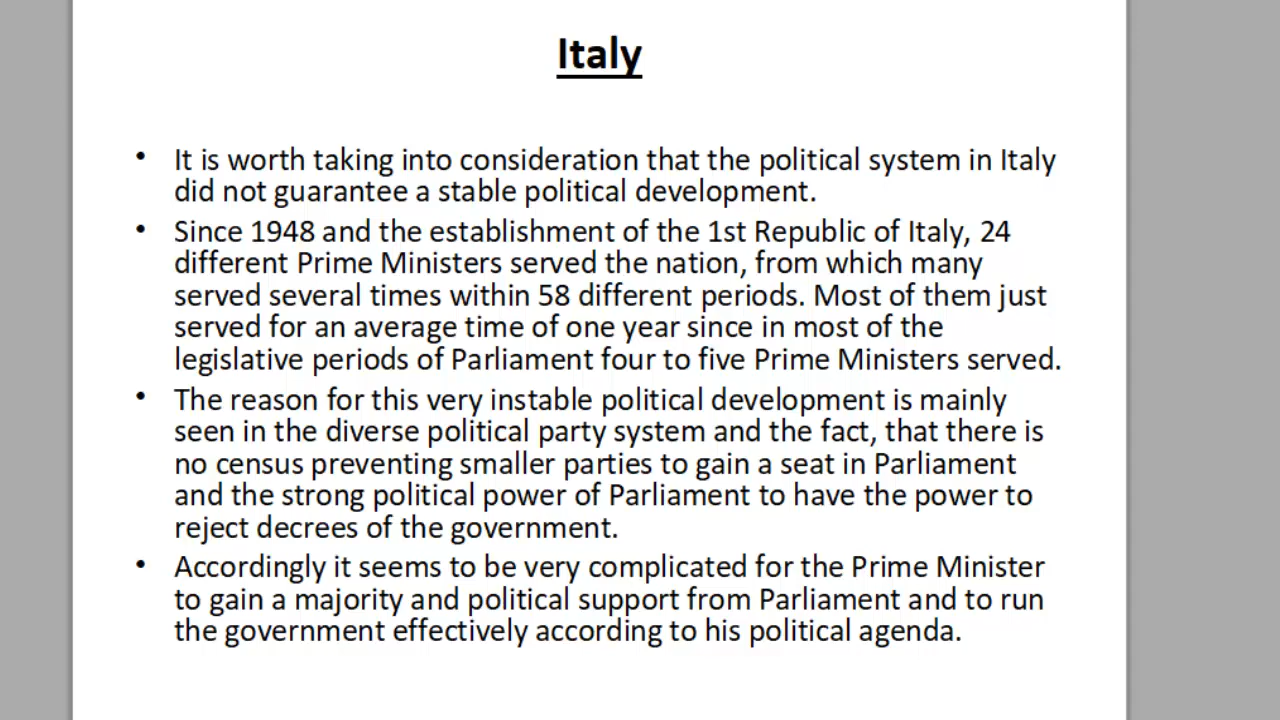 Italy
• It is worth taking into consideration that the political system in Italy
did not guarantee a stable political development.
• Since 1948 and the establishment of the 1st Republic of Italy, 24
different Prime Ministers served the nation, from which many
served several times within 58 different periods. Most of them just
served for an average time of one year since in most of the
legislative periods of Parliament four to five Prime Ministers served.
• The reason for this very instable political development is mainly
seen in the diverse political party system and the fact, that there is
no census preventing smaller parties to gain a seat in Parliament
and the strong political power of Parliament to have the power to
reject decrees of the government.
• Accordingly it seems to be very complicated for the Prime Minister
to gain a majority and political support from Parliament and to run
the government effectively according to his political agenda.